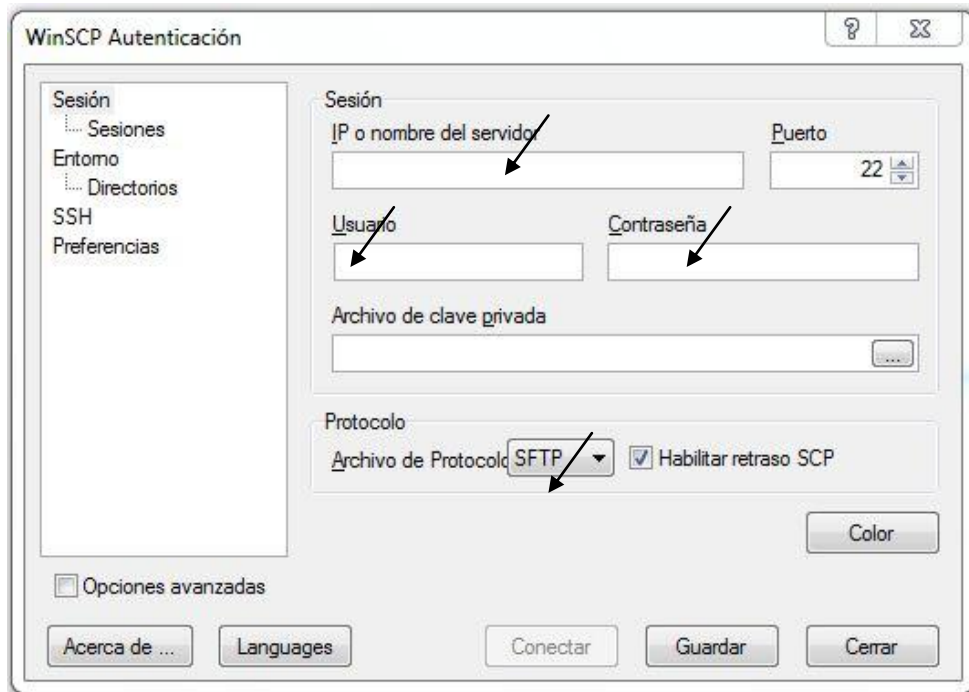 WinSCP Autenticación
Sesión
Sesiones
Entorno
Directorios
SSH
Preferencias
Sesión
IP o nombre del servidor
Puerto
22
Usuario
Contraseña
Archivo de clave privada
...
Protocolo
Archivo de Protocolo SFTP Habilitar retraso SCP
Color
Opciones avanzadas
Acerca de ... Languages Conectar Guardar Cerrar